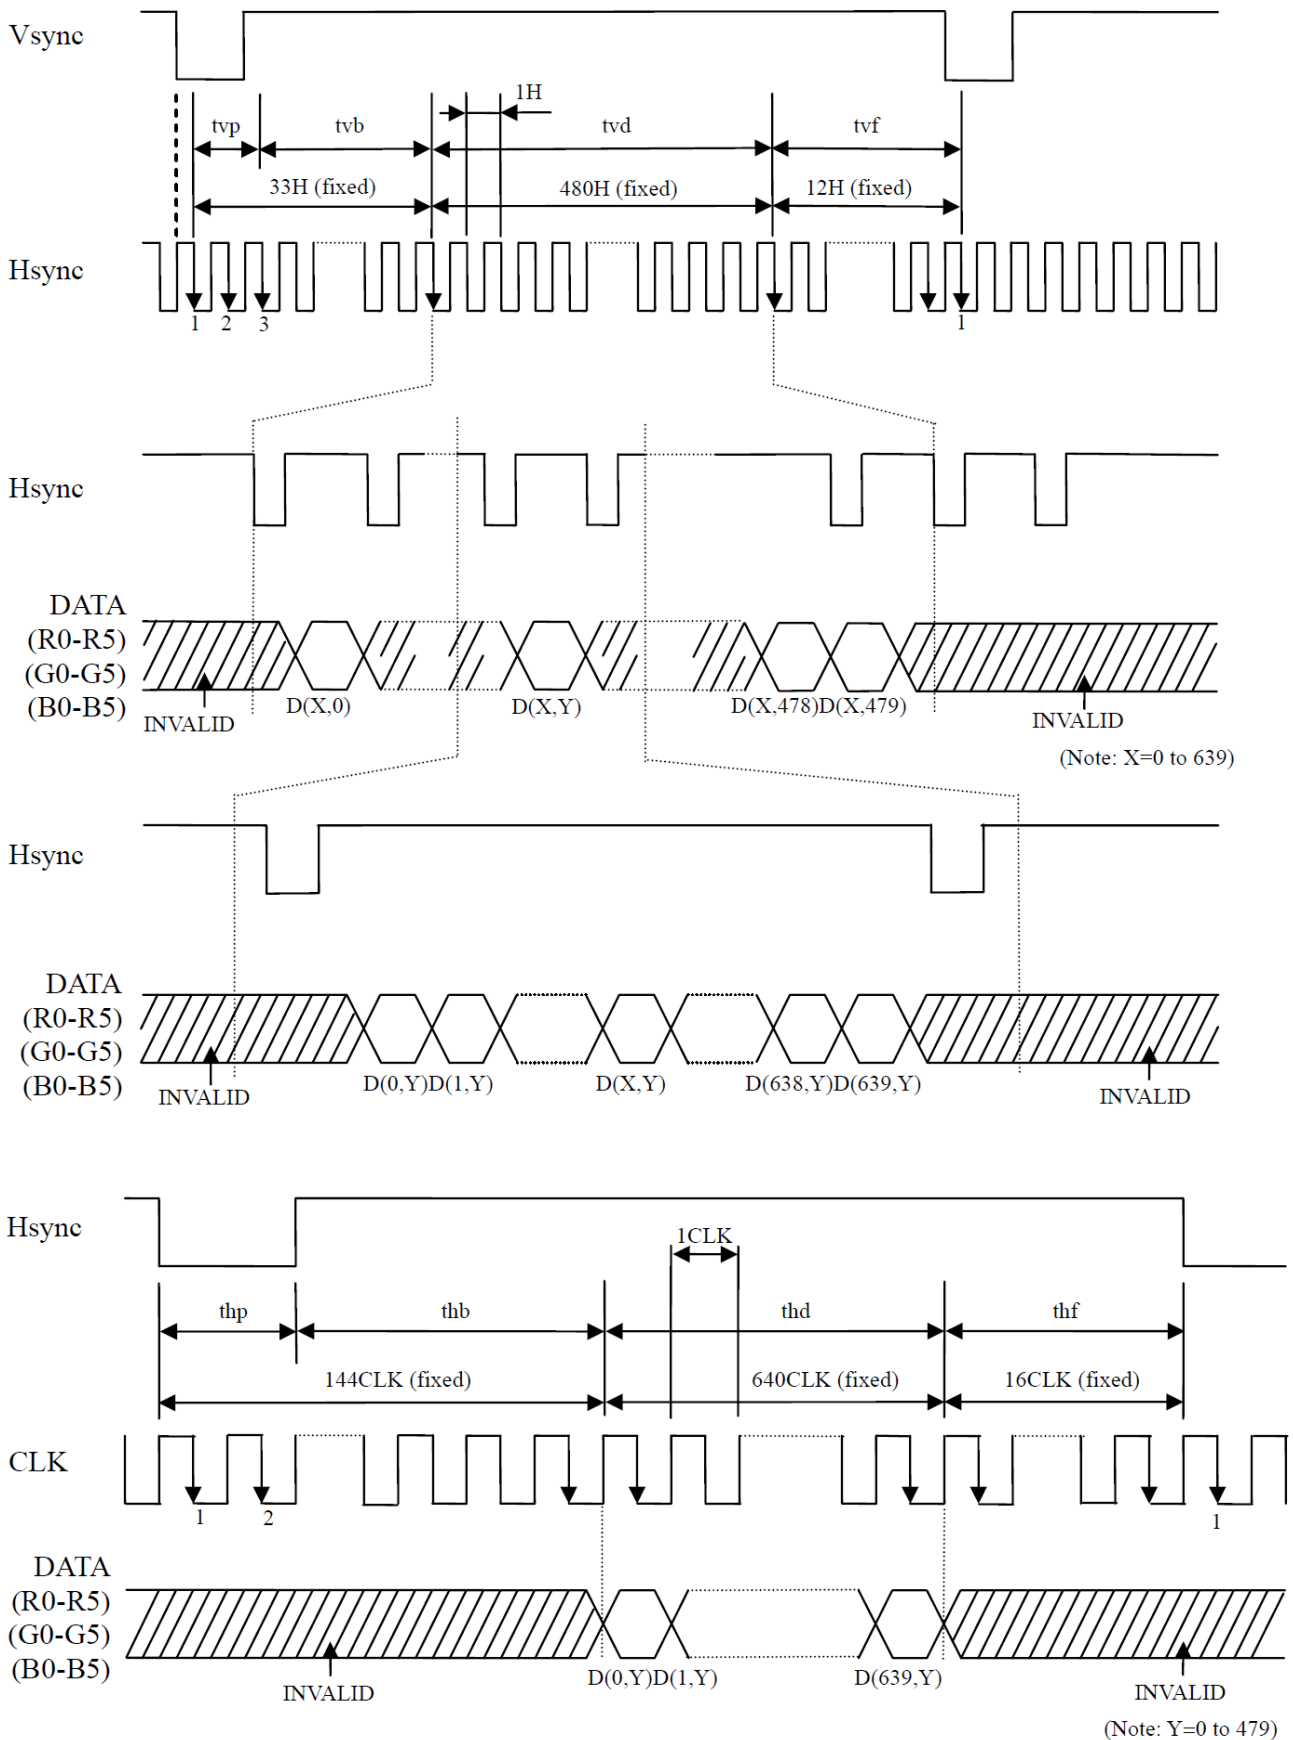 Vsync
1H
tvp tvb tvd tvf
33H (fixed) 480H (fixed) 12H (fixed)
Hsync
1 2 3 1
Hsync
DATA
(R0-R5)
(G0-G5)
(B0-B5)
D(X,0) D(X,Y) D(X,478)D(X,479)
INVALID INVALID
(Note: X=0 to 639)
Hsync
DATA
(R0-R5)
(G0-G5)
(B0-B5)
D(0,Y)D(1,Y) D(X,Y) D(638,Y)D(639,Y)
INVALID INVALID
Hsync
1CLK
thp thb thd thf
144CLK (fixed) 640CLK (fixed) 16CLK (fixed)
CLK
1 2 1
DATA
(R0-R5)
(G0-G5)
(B0-B5)
D(0,Y)D(1,Y) D(639,Y)
INVALID INVALID
(Note: Y=0 to 479)